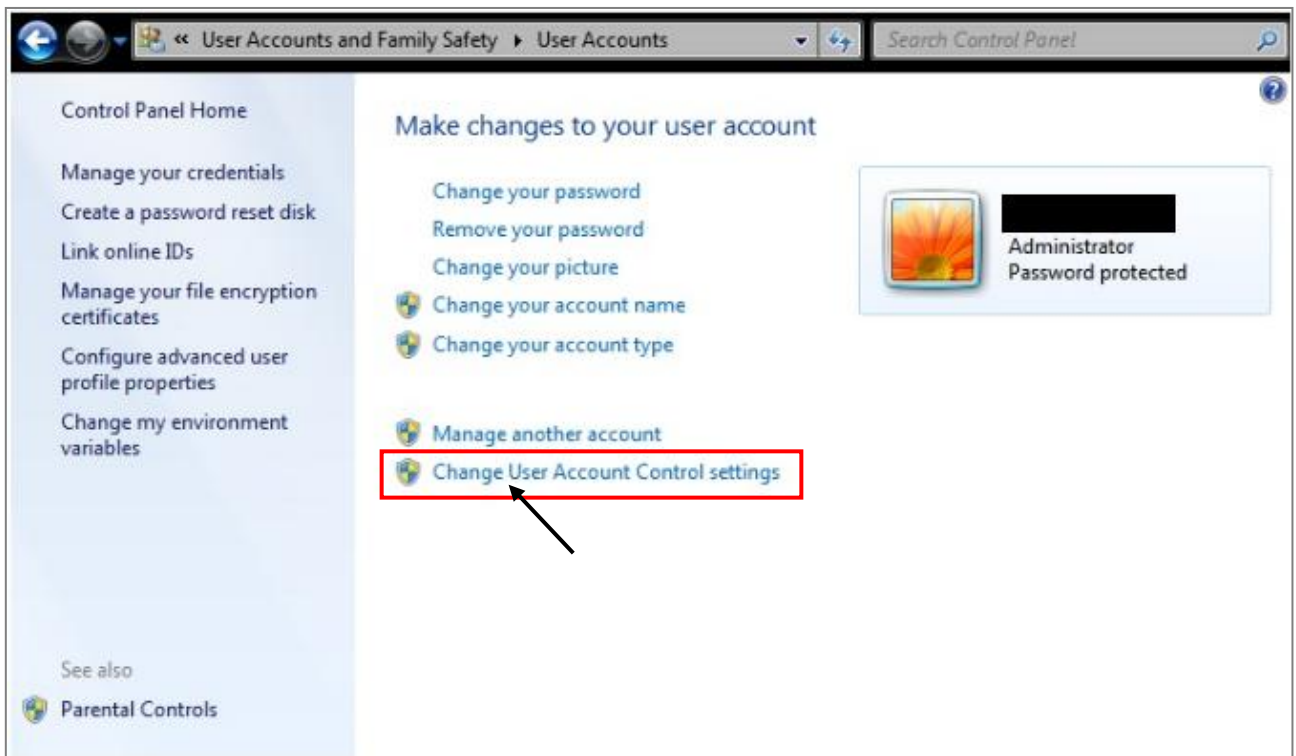 « User Accounts and Family Safety ▸ User Accounts
Search Control Panel
Control Panel Home
Manage your credentials
Create a password reset disk
Link online IDs
Manage your file encryption
certificates
Configure advanced user
profile properties
Change my environment
variables
See also
Parental Controls
Make changes to your user account
Change your password
Remove your password
Change your picture
Change your account name
Change your account type
Manage another account
Change User Account Control settings
Administrator
Password protected